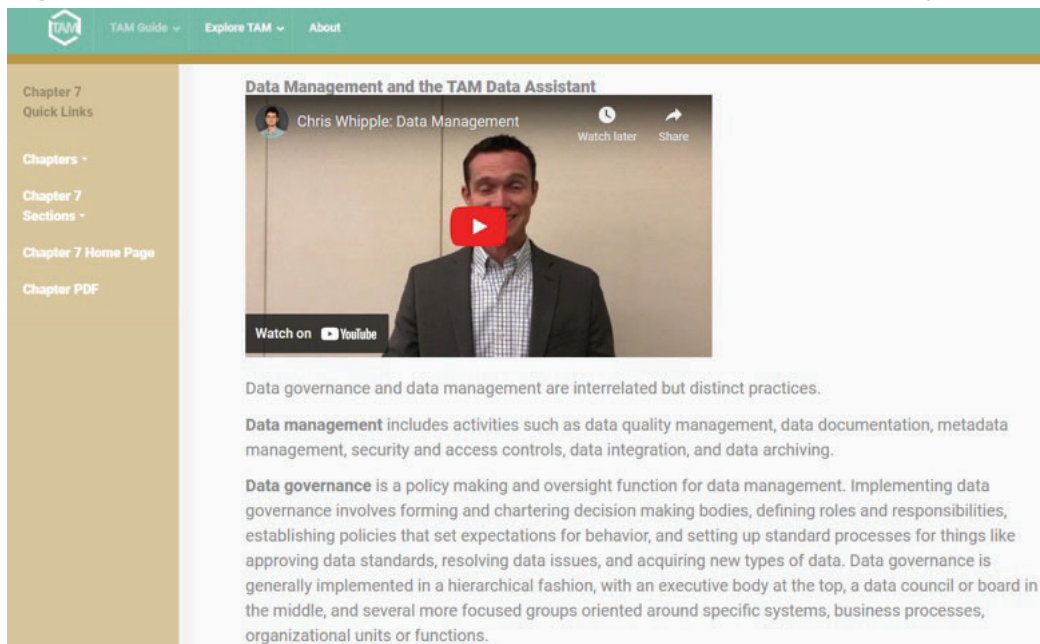 TAM
TAM Guide
Explore TAM
About
Chapter 7
Quick Links
Chapters
Chapter 7
Sections
Chapter 7 Home Page
Chapter PDF
Data Management and the TAM Data Assistant
Chris Whipple: Data Management
Watch later
Share
Watch on YouTube
Data governance and data management are interrelated but distinct practices.
Data management includes activities such as data quality management, data documentation, metadata
management, security and access controls, data integration, and data archiving.
Data governance is a policy making and oversight function for data management. Implementing data
governance involves forming and chartering decision making bodies, defining roles and responsibilities,
establishing policies that set expectations for behavior, and setting up standard processes for things like
approving data standards, resolving data issues, and acquiring new types of data. Data governance is
generally implemented in a hierarchical fashion, with an executive body at the top, a data council or board in
the middle, and several more focused groups oriented around specific systems, business processes,
organizational units or functions.